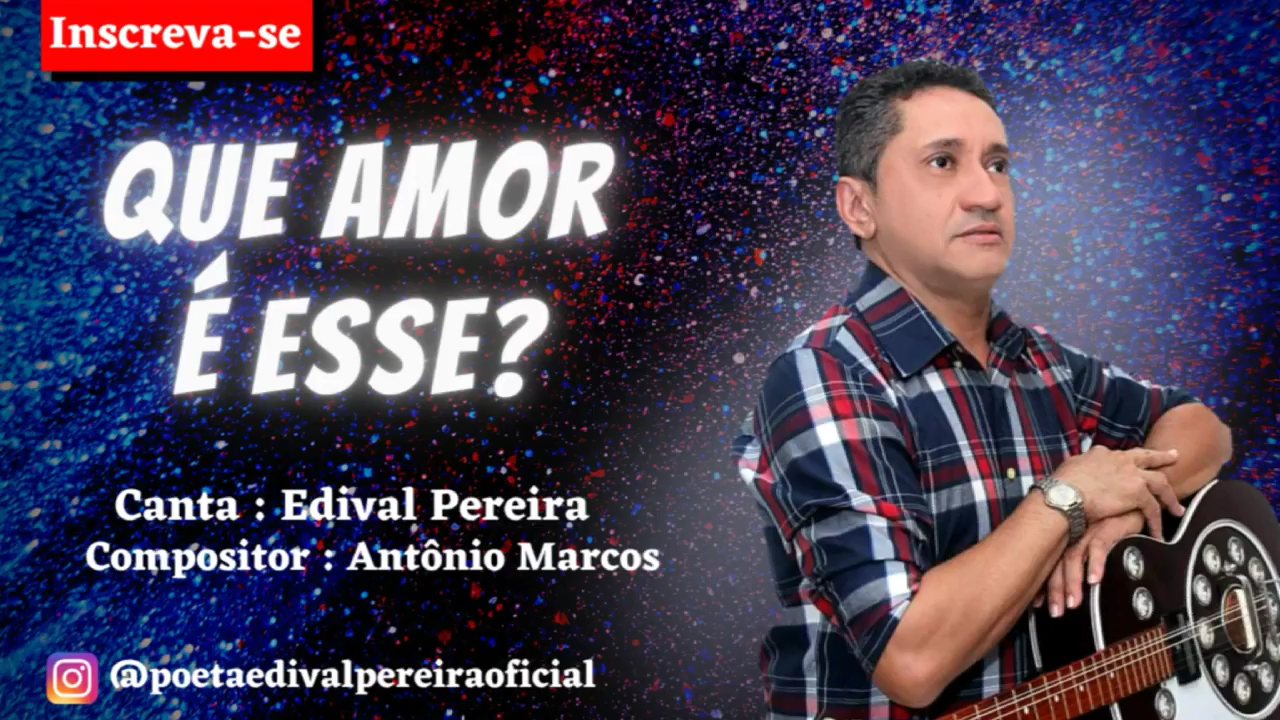 Inscreva-se
QUE AMOR
É ESSE?
Canta : Edival Pereira
Compositor : Antônio Marcos
@poetaedivalpereiraoficial